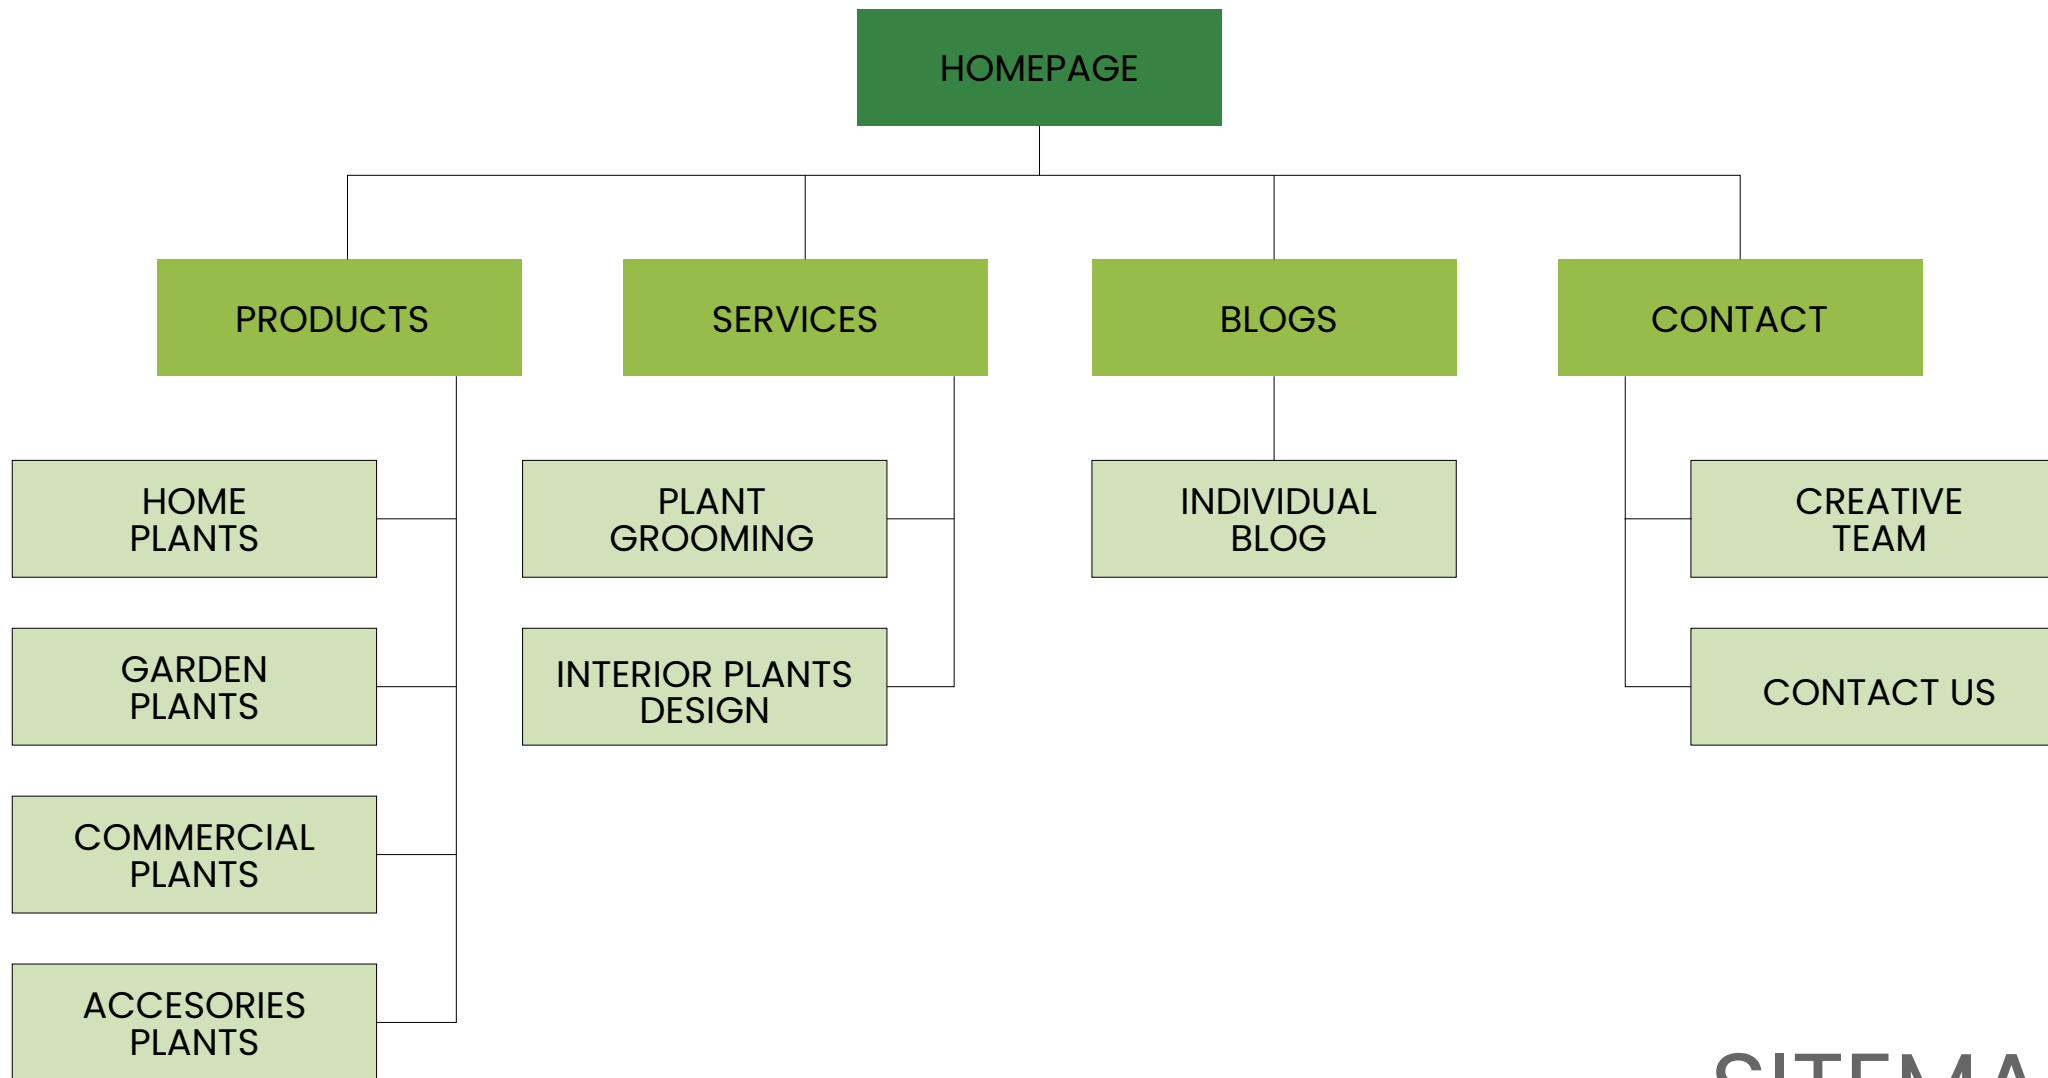 HOMEPAGE
PRODUCTS
SERVICES
BLOGS
CONTACT
HOME
PLANTS
PLANT
GROOMING
INDIVIDUAL
BLOG
CREATIVE
TEAM
GARDEN
PLANTS
INTERIOR PLANTS
DESIGN
CONTACT US
COMMERCIAL
PLANTS
ACCESORIES
PLANTS
SITEMA